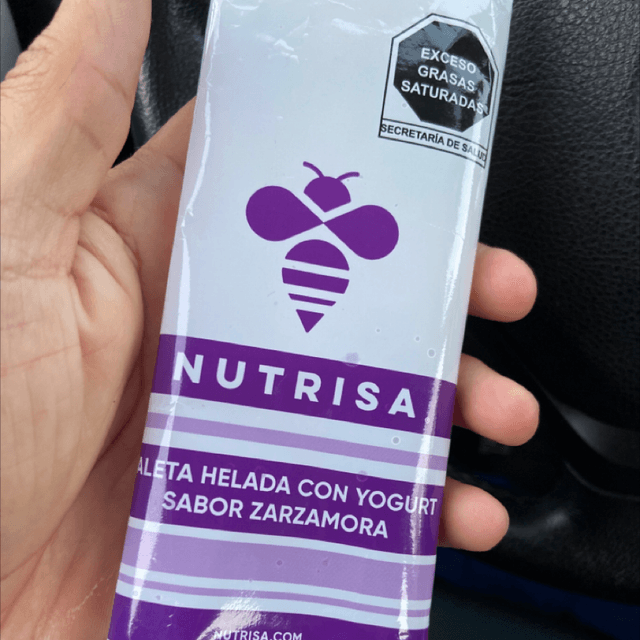 EXCESO
GRASAS
SATURADAS
SECRETARÍA DE SALUD
NUTRISA
ALETA HELADA CON YOGURT
SABOR ZARZAMORA
NUTRISA.COM